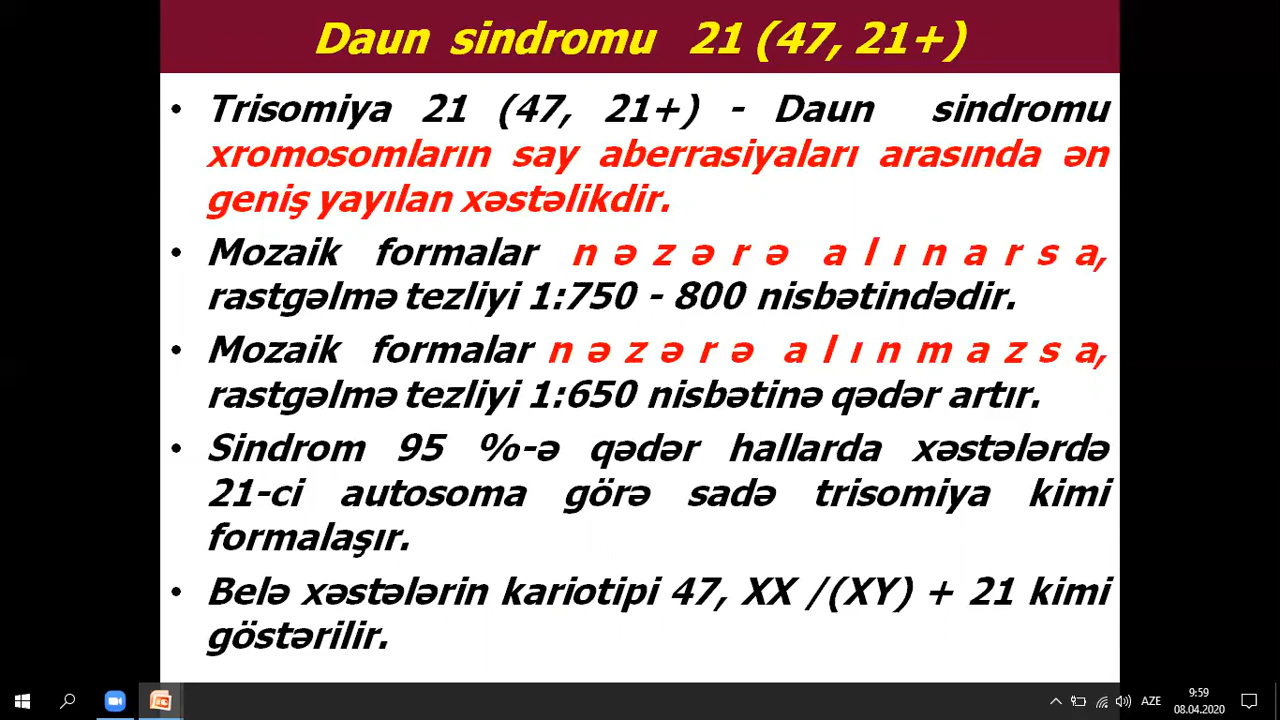 Daun sindromu 21 (47, 21+)
• Trisomiya 21 (47, 21+) - Daun sindromu
xromosomların say aberrasiyaları arasında ən
geniş yayılan xəstəlikdir.
• Mozaik formalar n ə z ə r ə a l ı n a r s a,
rastgəlmə tezliyi 1:750 - 800 nisbətindədir.
• Mozaik formalar n ə z ə r ə a l ı n m a z s a,
rastgəlmə tezliyi 1:650 nisbətinə qədər artır.
• Sindrom 95 %-ə qədər hallarda xəstələrdə
21-ci autosoma görə sadə trisomiya kimi
formalaşır.
• Belə xəstələrin kariotipi 47, XX /(XY) + 21 kimi
göstərilir.
AZE
9:59
08.04.2020